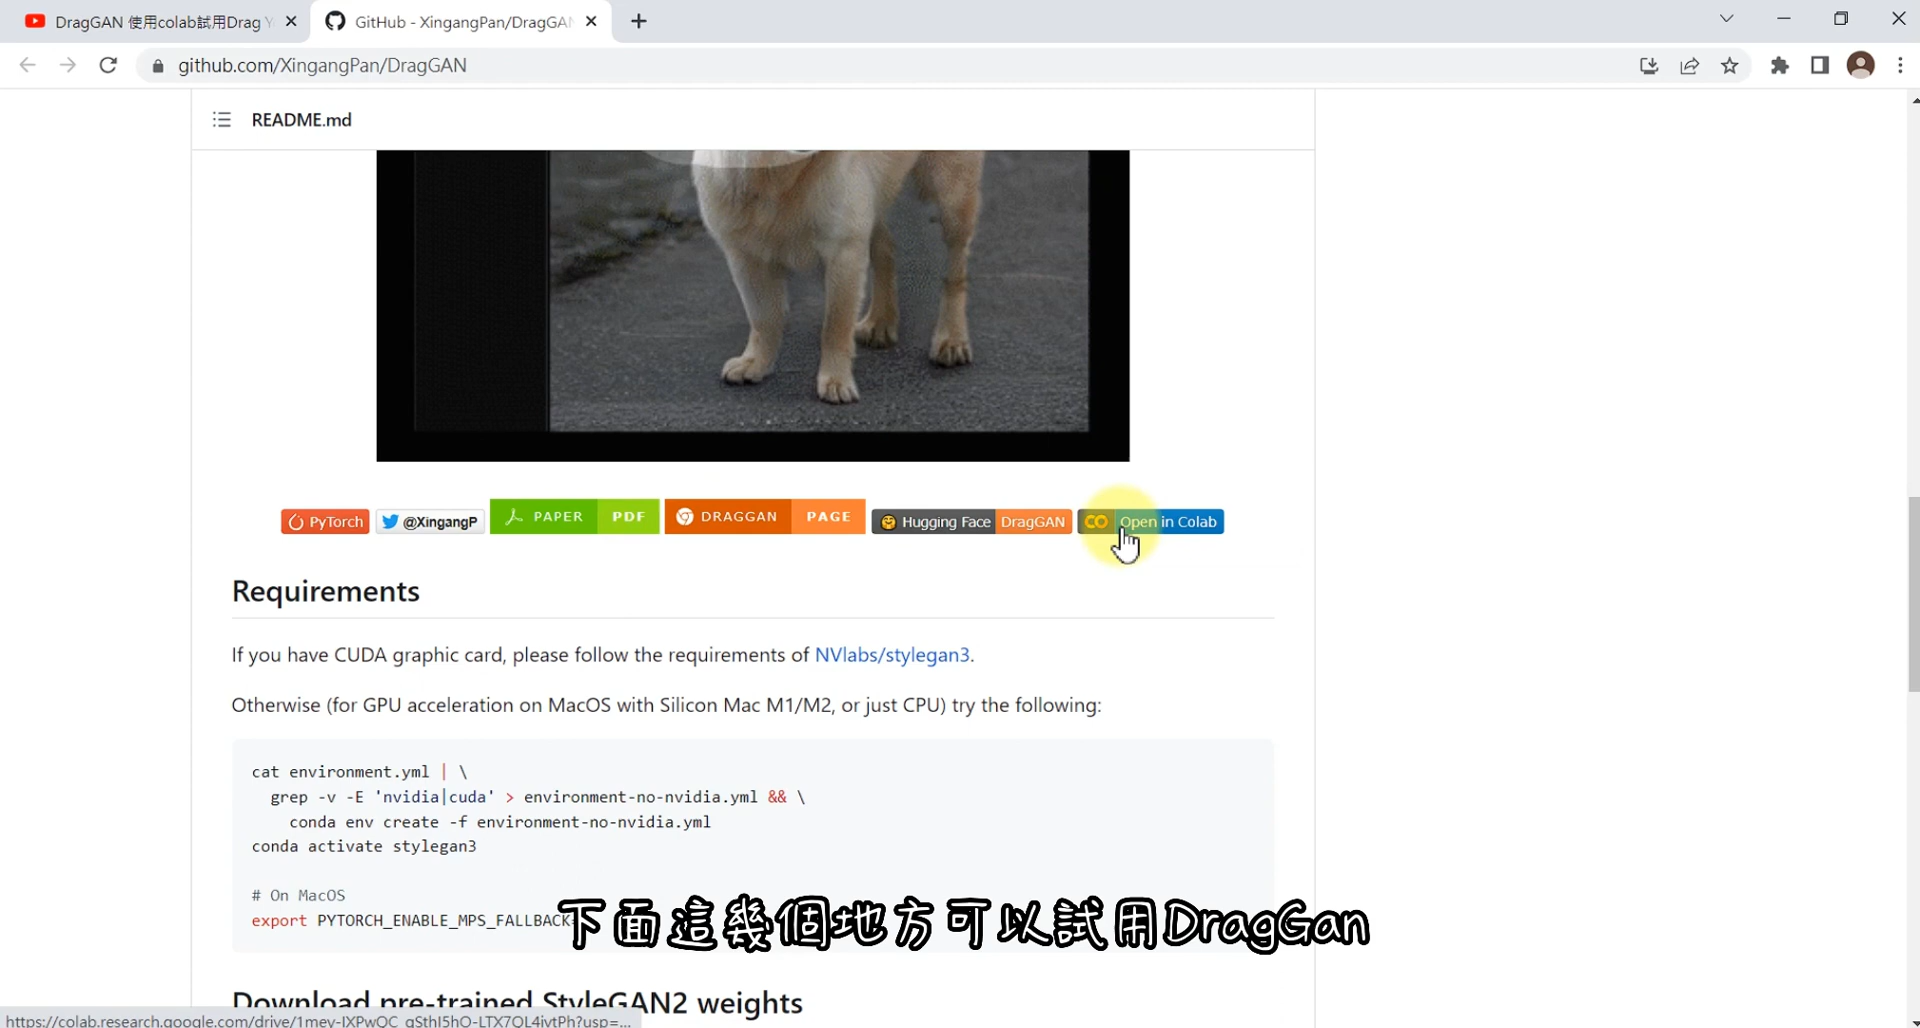 DragGAN 使用colab試用Drag Y
GitHub - XingangPan/DragGAN
github.com/XingangPan/DragGAN
README.md
PyTorch
@XingangP
PAPER PDF
DRAGGAN PAGE
Hugging Face DragGAN
CO Open in Colab
Requirements
If you have CUDA graphic card, please follow the requirements of NVlabs/stylegan3.
Otherwise (for GPU acceleration on MacOS with Silicon Mac M1/M2, or just CPU) try the following:
cat environment.yml | \
grep -v -E 'nvidia|cuda' > environment-no-nvidia.yml && \
conda env create -f environment-no-nvidia.yml
conda activate stylegan3
# On MacOS
export PYTORCH_ENABLE_MPS_FALLBACK=
下面這幾個地方可以試用DragGan
Download pre-trained StyleGAN2 weights